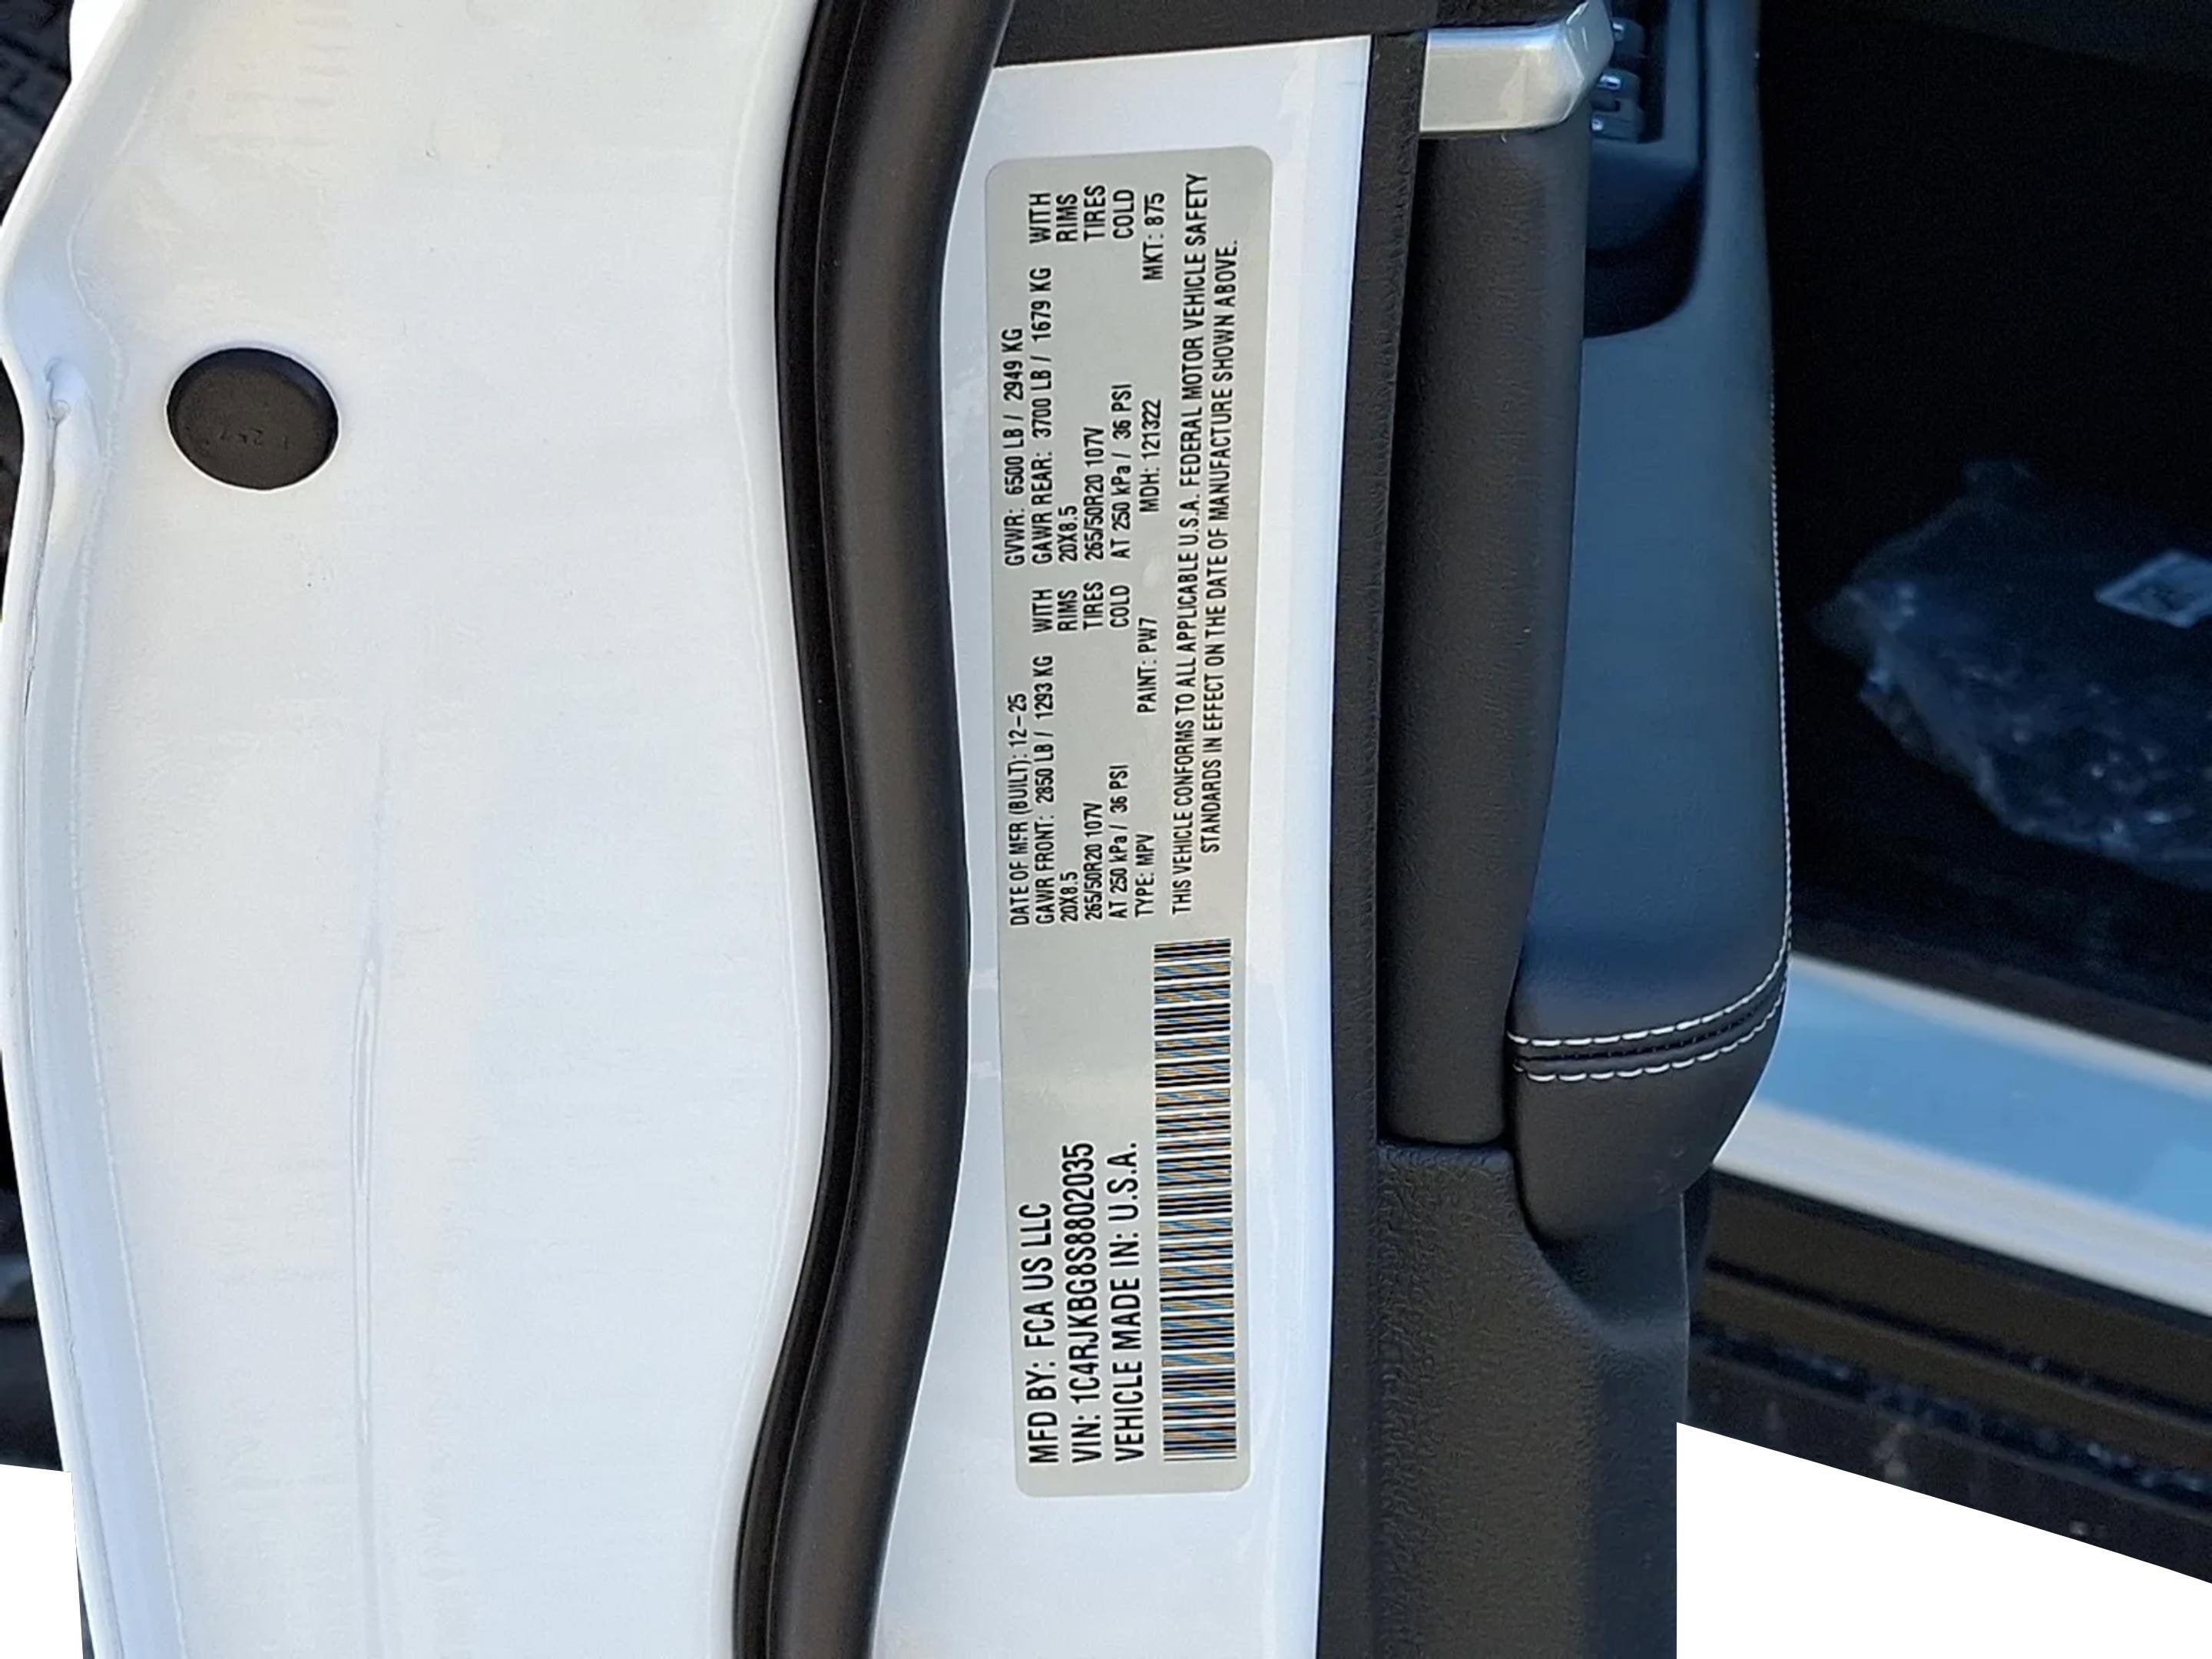 MFD BY: FCA US LLC
VIN: 1C4RJKBG8S8802035
VEHICLE MADE IN: U.S.A.
DATE OF MFR (BUILT): 12-25 GVWR: 6500 LB / 2949 KG
GAWR FRONT: 2850 LB / 1293 KG WITH GAWR REAR: 3700 LB / 1679 KG WITH
20X8.5 RIMS 20X8.5 RIMS
265/50R20 107V TIRES 265/50R20 107V TIRES
AT 250 kPa / 36 PSI COLD AT 250 kPa / 36 PSI COLD
TYPE: MPV PAINT: PW7 MDH: 121322 MKT: 875
THIS VEHICLE CONFORMS TO ALL APPLICABLE U.S.A. FEDERAL MOTOR VEHICLE SAFETY
STANDARDS IN EFFECT ON THE DATE OF MANUFACTURE SHOWN ABOVE.